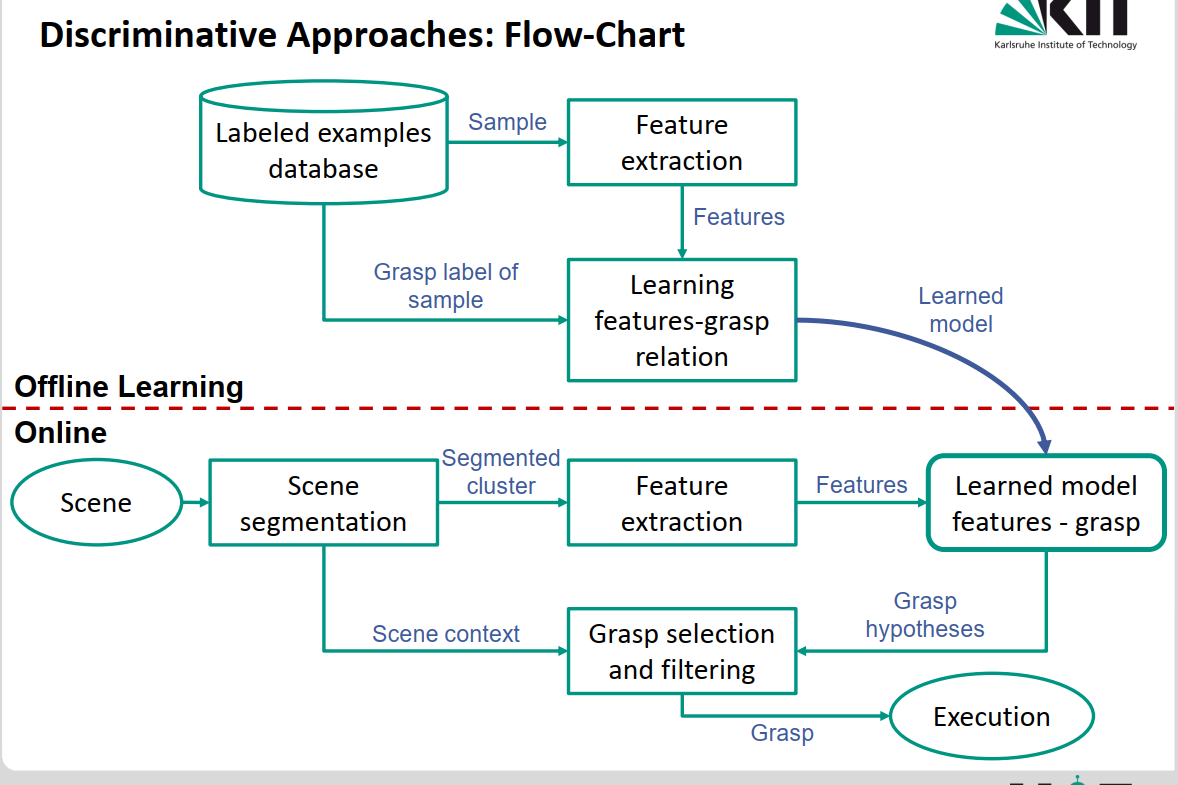 Discriminative Approaches: Flow-Chart
KIT
Karlsruhe Institute of Technology
Labeled examples
database
Sample
Feature
extraction
Features
Grasp label of
sample
Learning
features-grasp
relation
Learned
model
Offline Learning
Online
Scene
Scene
segmentation
Segmented
cluster
Feature
extraction
Features
Learned model
features - grasp
Scene context
Grasp selection
and filtering
Grasp
hypotheses
Grasp
Execution